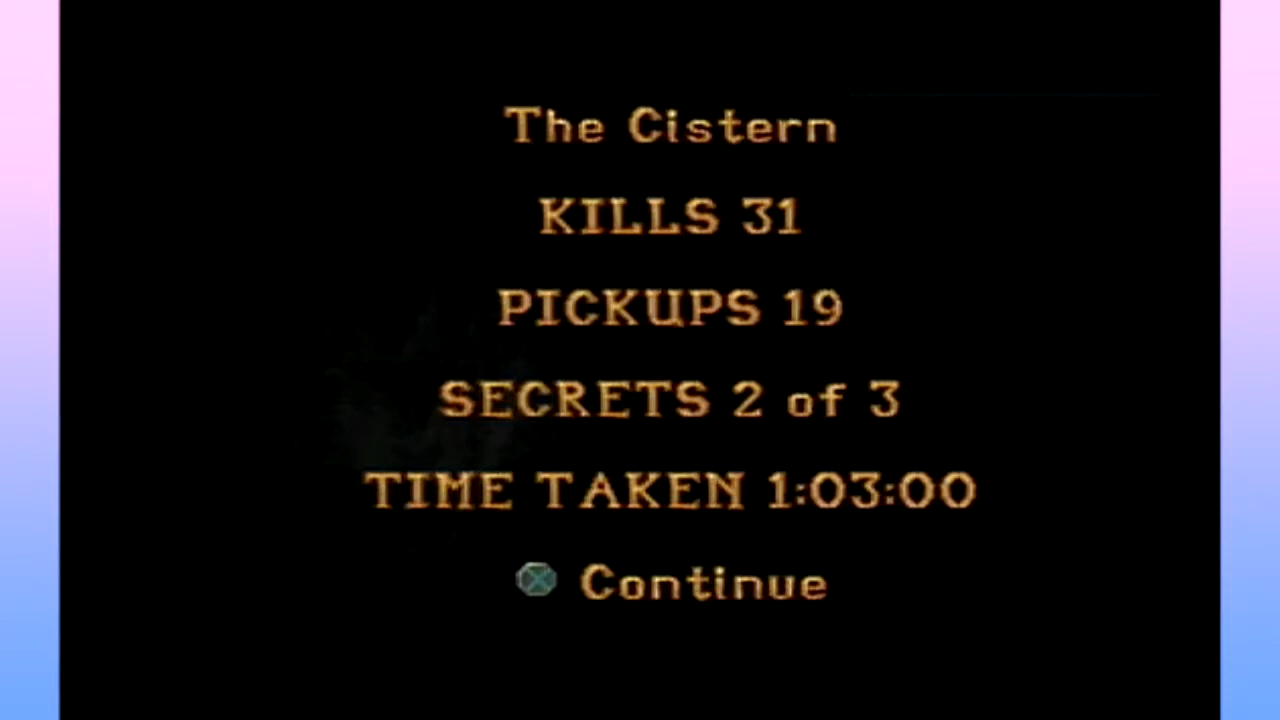 The Cistern
KILLS 31
PICKUPS 19
SECRETS 2 of 3
TIME TAKEN 1:03:00
Continue